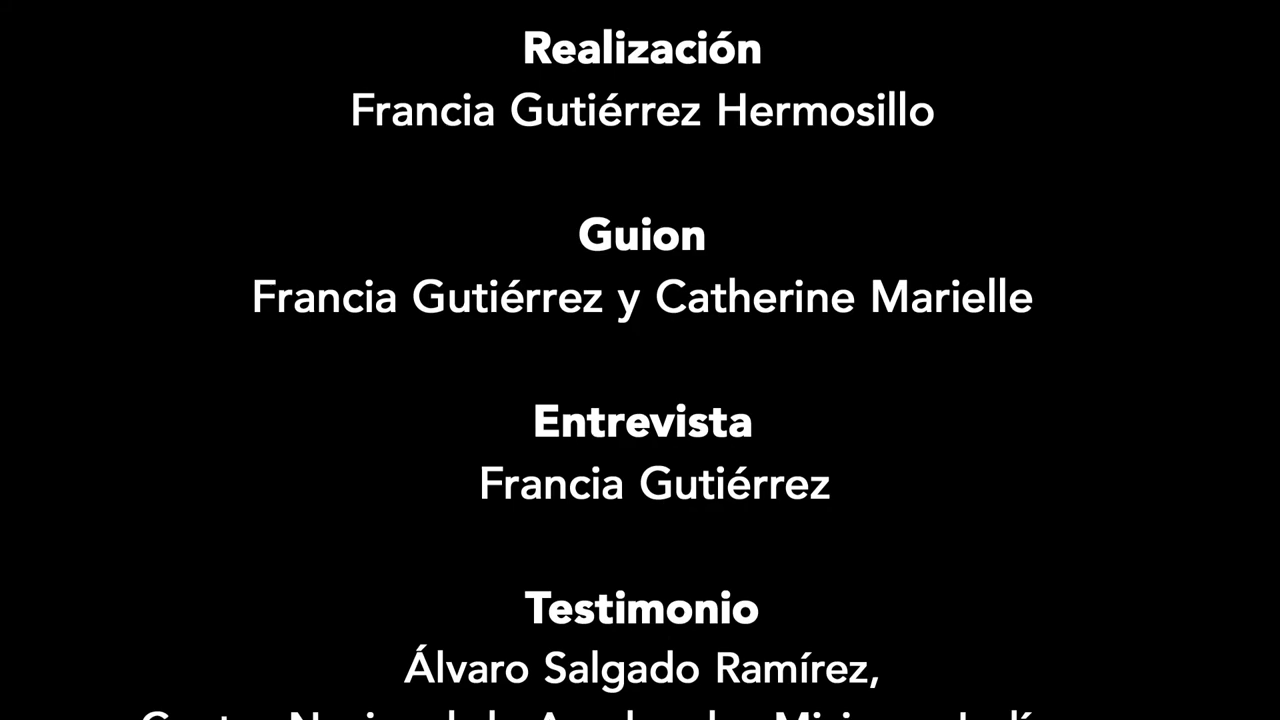 Realización
Francia Gutiérrez Hermosillo
Guion
Francia Gutiérrez y Catherine Marielle
Entrevista
Francia Gutiérrez
Testimonio
Álvaro Salgado Ramírez,